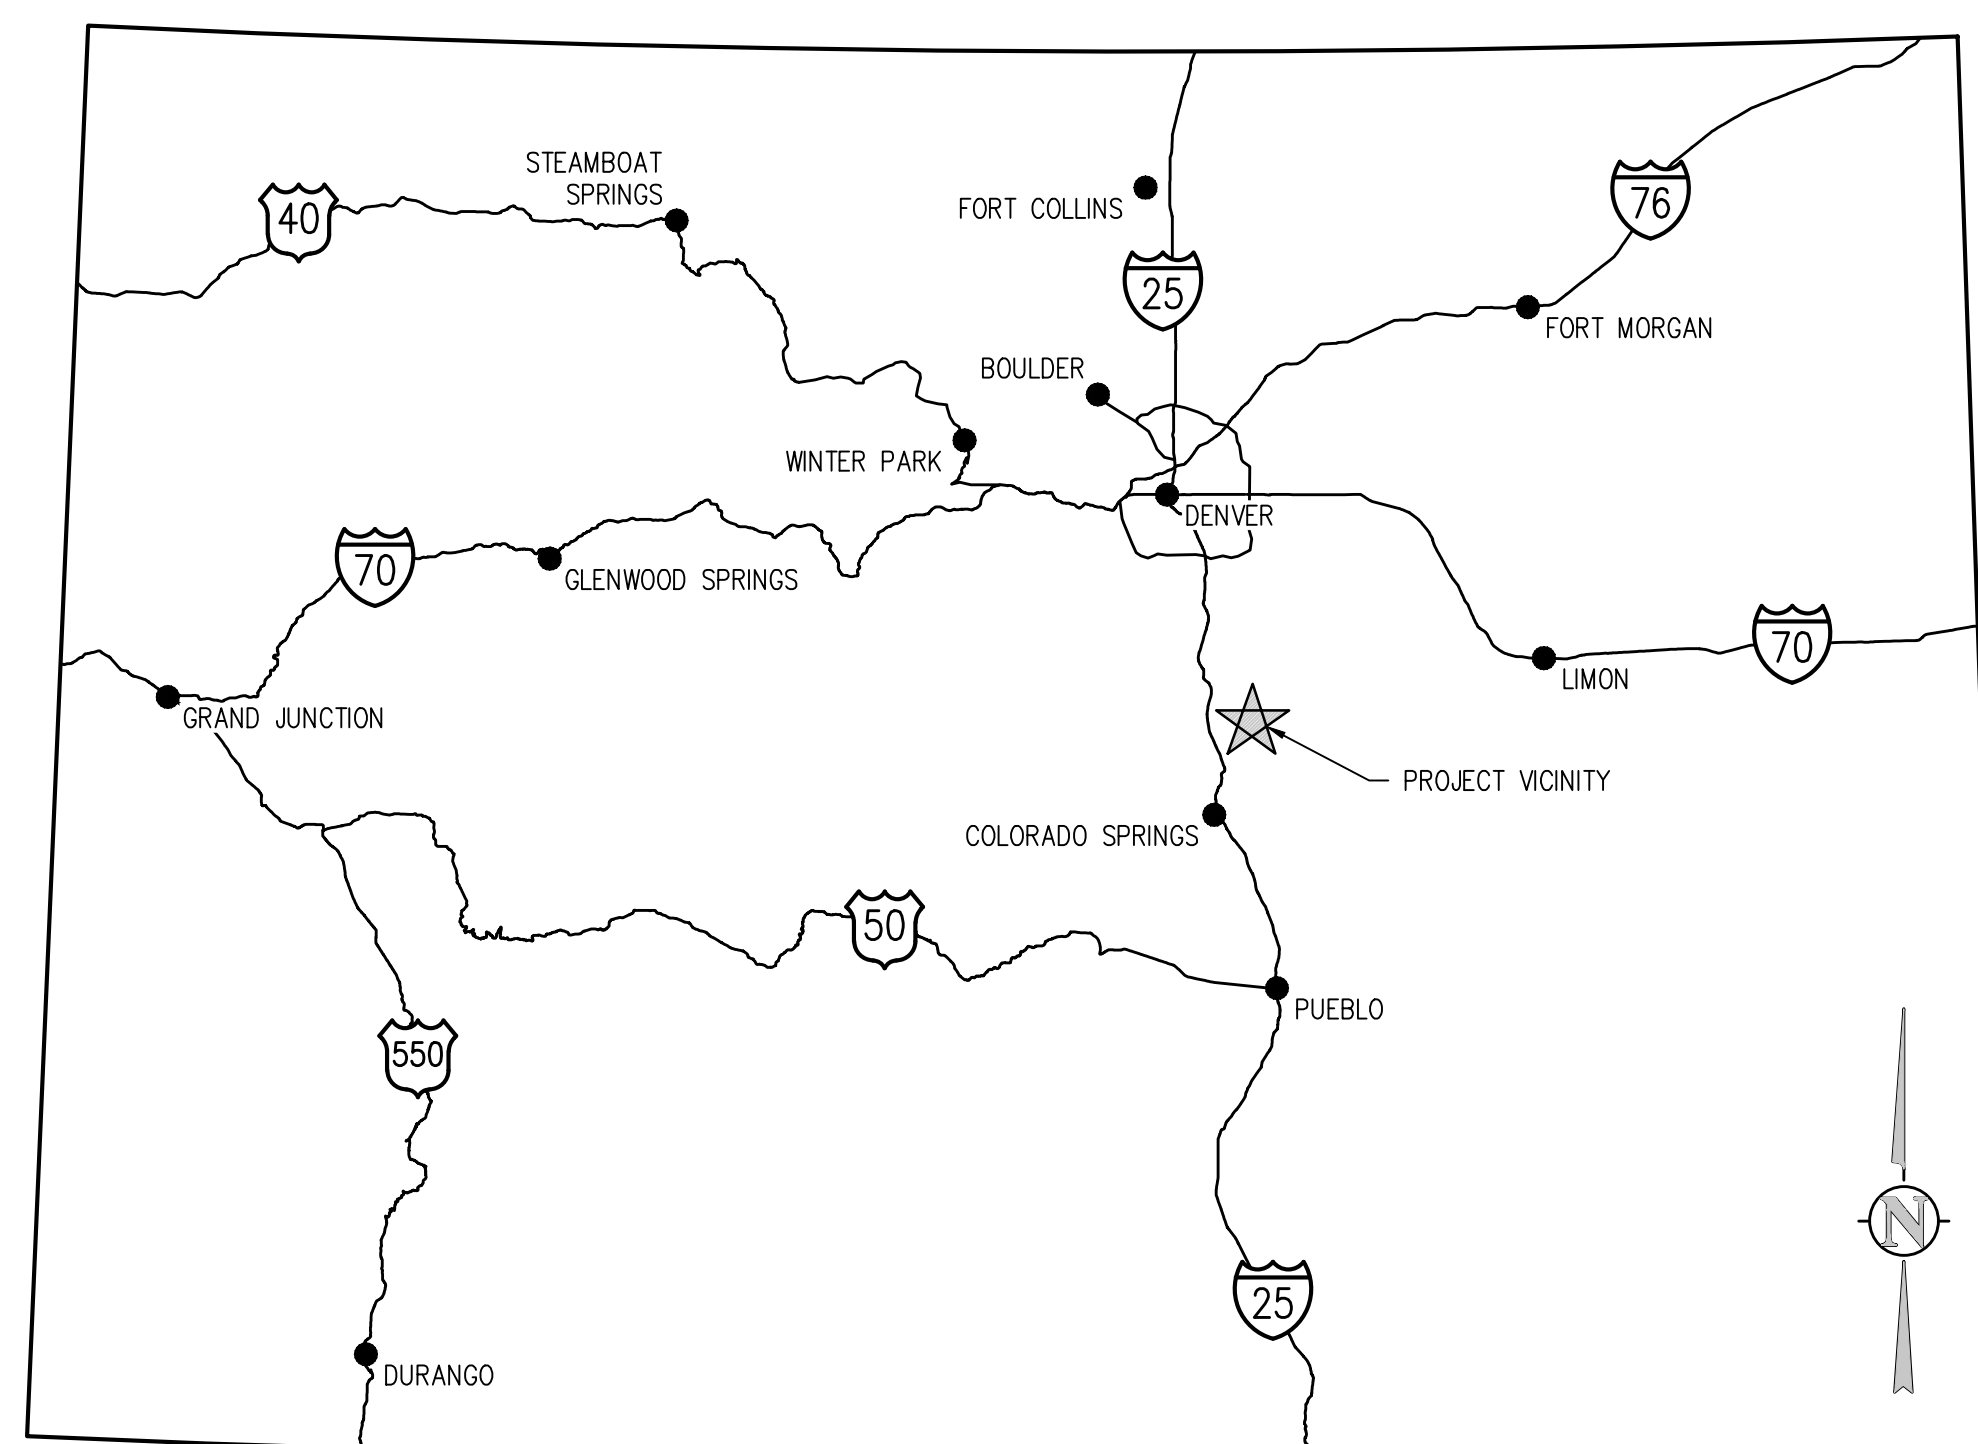 STEAMBOAT
SPRINGS
40
FORT COLLINS
76
25
FORT MORGAN
BOULDER
WINTER PARK
DENVER
70
GLENWOOD SPRINGS
70
LIMON
GRAND JUNCTION
PROJECT VICINITY
COLORADO SPRINGS
50
PUEBLO
550
N
25
DURANGO